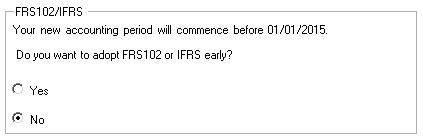 FRS102/IFRS
Your new accounting period will commence before 01/01/2015.
Do you want to adopt FRS102 or IFRS early?
Yes
No